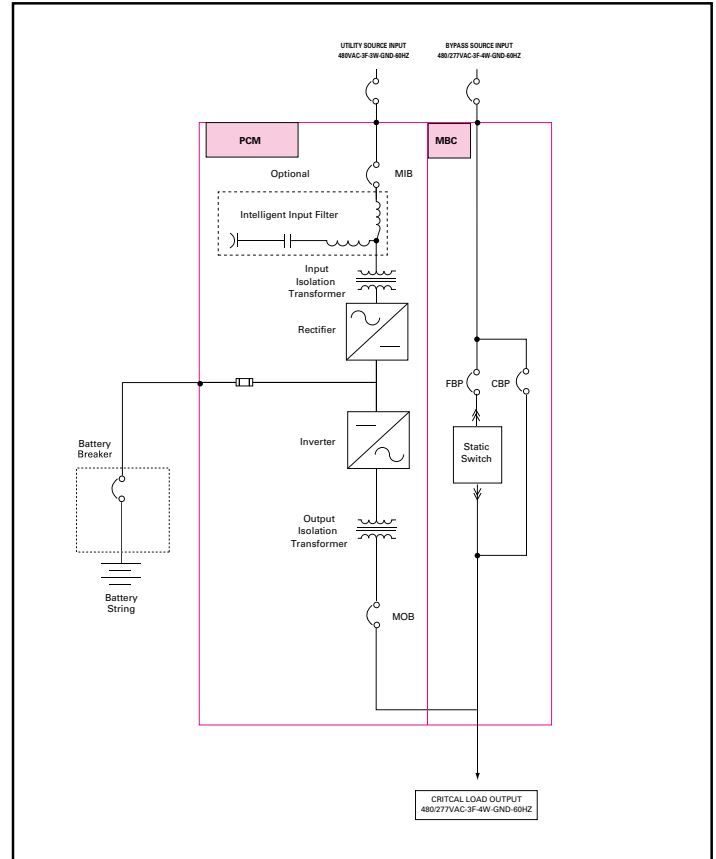 UTILITY SOURCE INPUT
480VAC-3F-3W-GND-60HZ
BYPASS SOURCE INPUT
480/277VAC-3F-4W-GND-60HZ
PCM
MBC
Optional
MIB
Intelligent Input Filter
Input
Isolation
Transformer
Rectifier
FBP
CBP
Battery
Breaker
Inverter
Static
Switch
Output
Isolation
Transformer
Battery
String
MOB
CRITCAL LOAD OUTPUT
480/277VAC-3F-4W-GND-60HZ